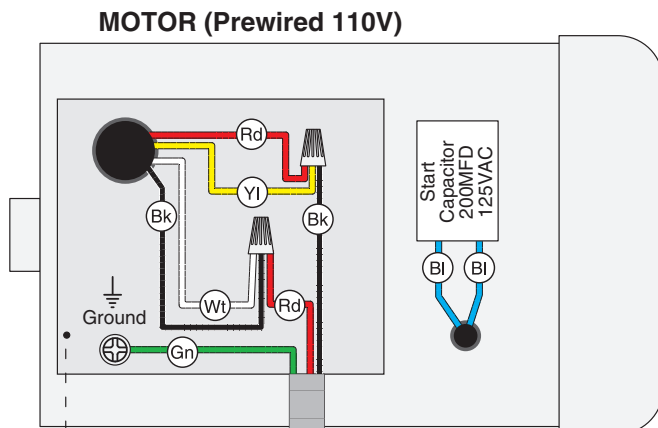 MOTOR (Prewired 110V)
Rd
Yl
Bk
Bk
Wt
Rd
Ground
Gn
Start
Capacitor
200MFD
125VAC
Bl
Bl